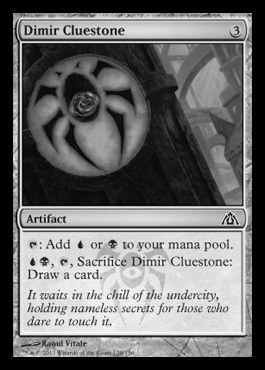 Dimir Cluestone 3
Artifact
: Add or to your mana pool.
, , Sacrifice Dimir Cluestone:
Draw a card.
It waits in the chill of the undercity,
holding nameless secrets for those who
dare to touch it.
Raoul Vitale